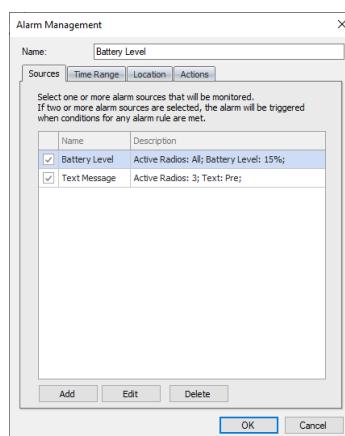 Alarm Management
Name: Battery Level
Sources Time Range Location Actions
Select one or more alarm sources that will be monitored.
If two or more alarm sources are selected, the alarm will be triggered
when conditions for any alarm rule are met.
Name Description
Battery Level Active Radios: All; Battery Level: 15%;
Text Message Active Radios: 3; Text: Pre;
Add Edit Delete
OK Cancel